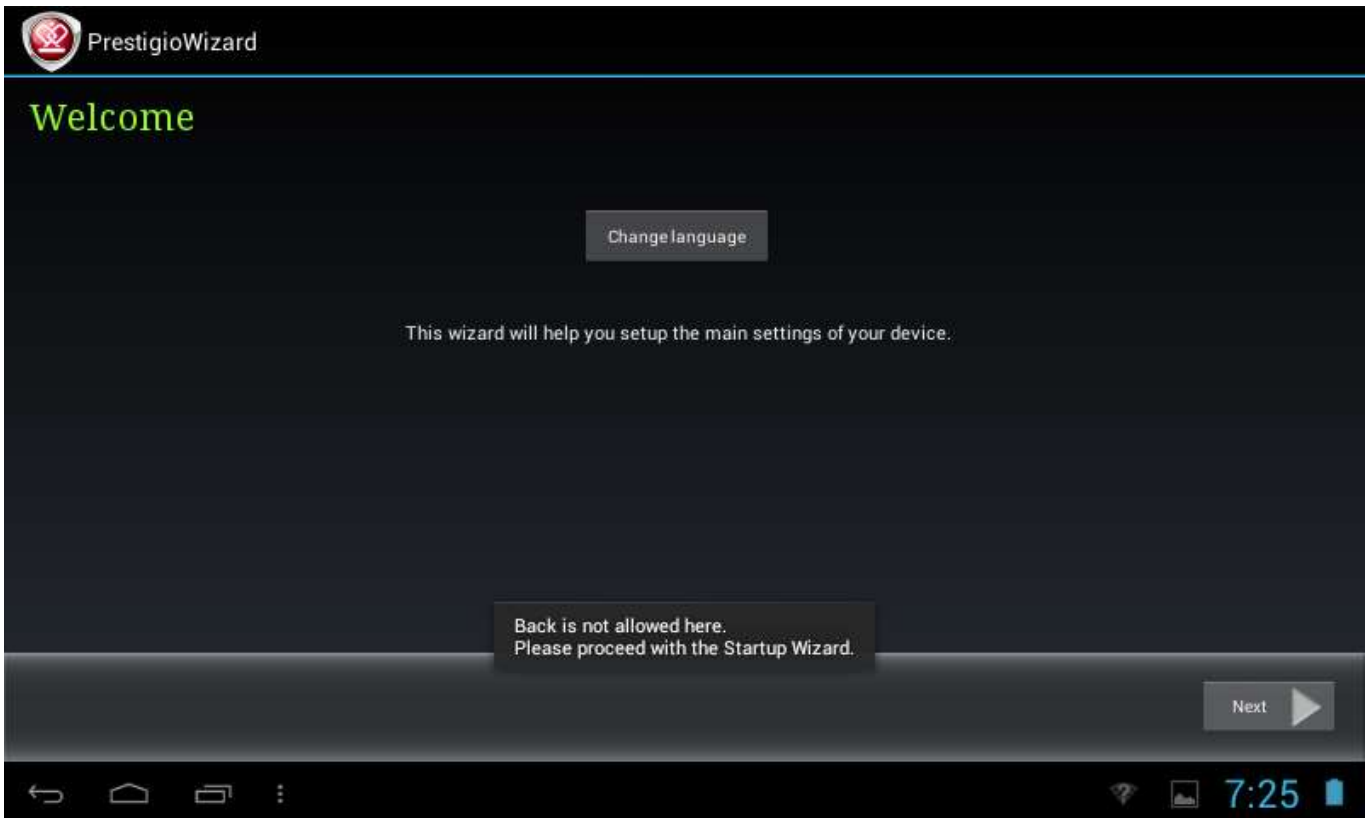 PrestigioWizard
Welcome
Change language
This wizard will help you setup the main settings of your device.
Back is not allowed here.
Please proceed with the Startup Wizard.
Next
7:25